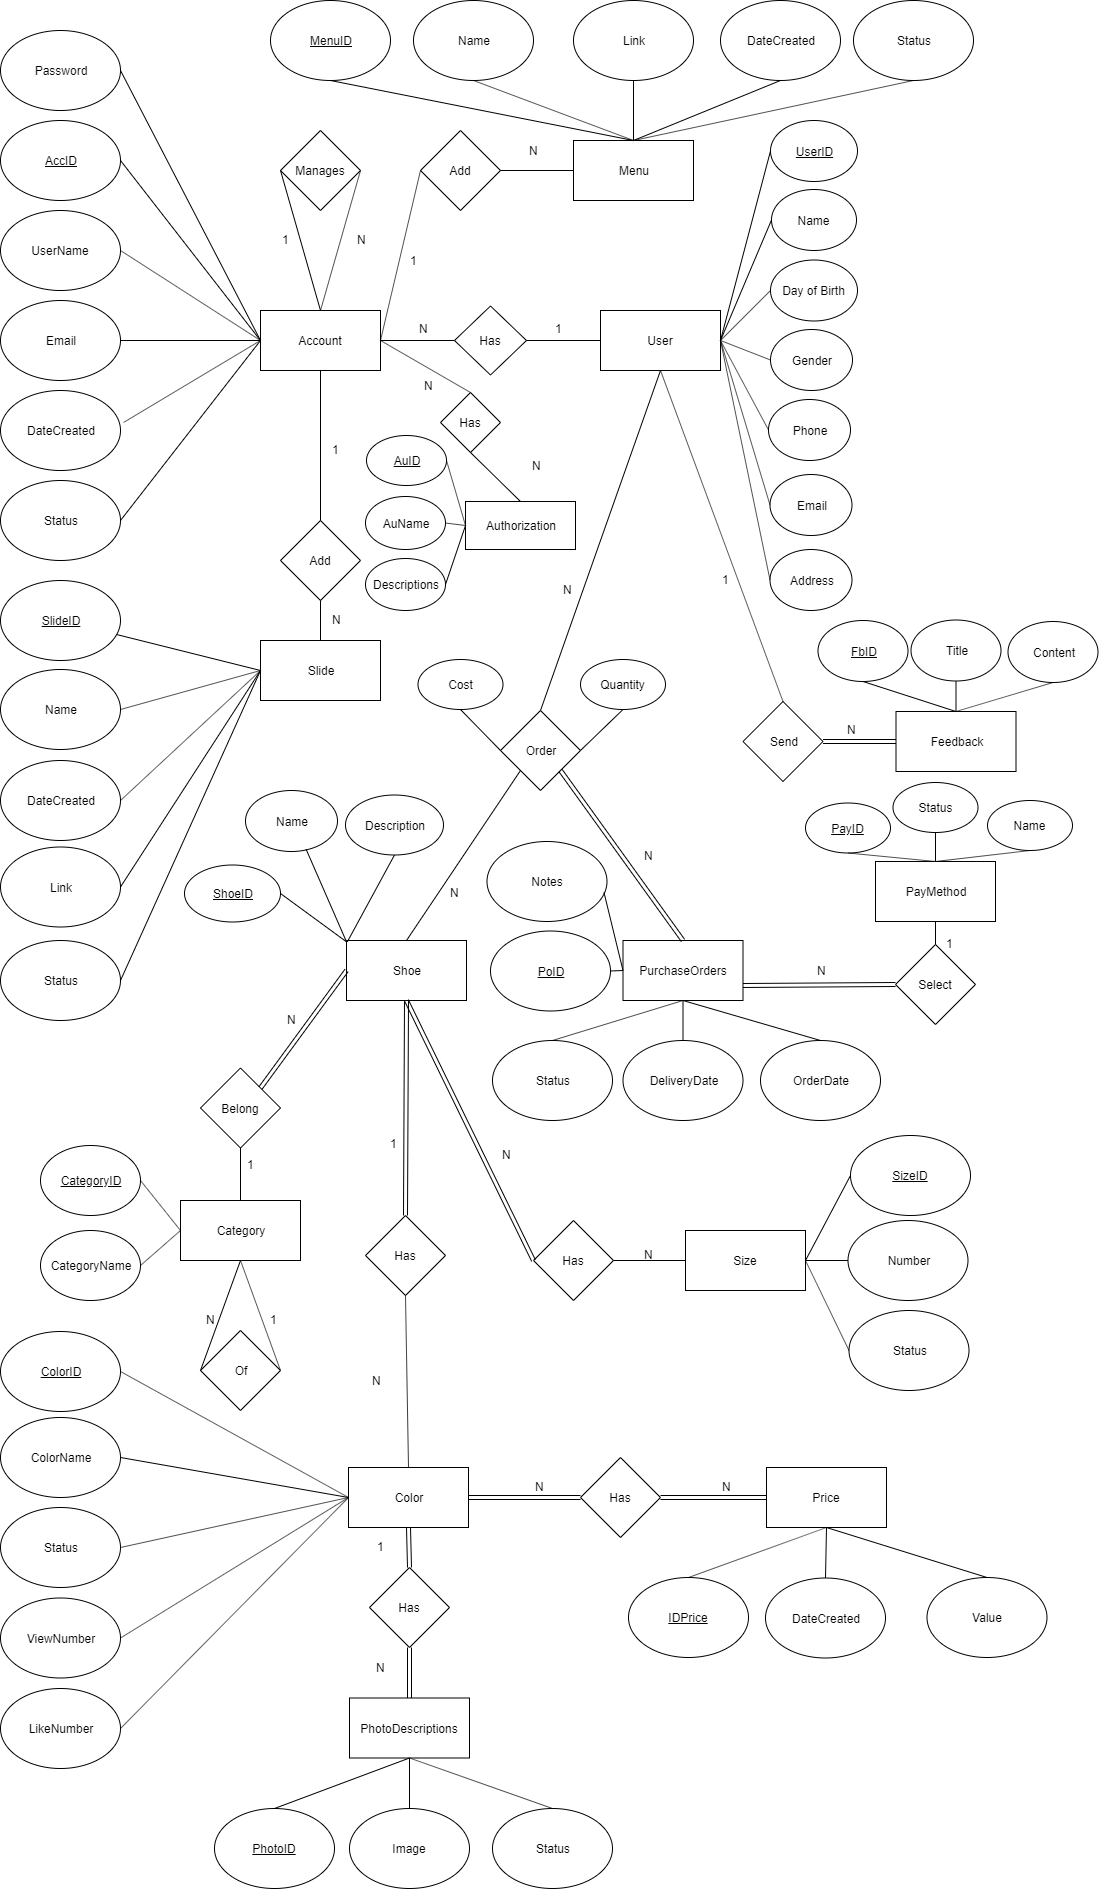 MenuID
Name
Link
DateCreated
Status
Password
AccID
UserName
Email
DateCreated
Status
Manages
1
N
Add
N
1
Menu
UserID
Name
Day of Birth
Gender
Phone
Email
Address
Account
N
Has
1
User
N
Has
N
AuID
AuName
Descriptions
Authorization
1
Add
N
SlideID
Name
DateCreated
Link
Status
Slide
N
1
Cost
Quantity
Order
FbID
Title
Content
Send
N
Feedback
Name
Description
ShoeID
N
N
Notes
PoID
PayID
Status
Name
PayMethod
1
Shoe
PurchaseOrders
N
Select
Status
DeliveryDate
OrderDate
N
Belong
1
1
N
CategoryID
CategoryName
Category
Has
Has
N
Size
SizeID
Number
Status
N
1
Of
N
ColorID
ColorName
Status
ViewNumber
LikeNumber
Color
N
Has
N
Price
1
Has
N
IDPrice
DateCreated
Value
PhotoDescriptions
PhotoID
Image
Status